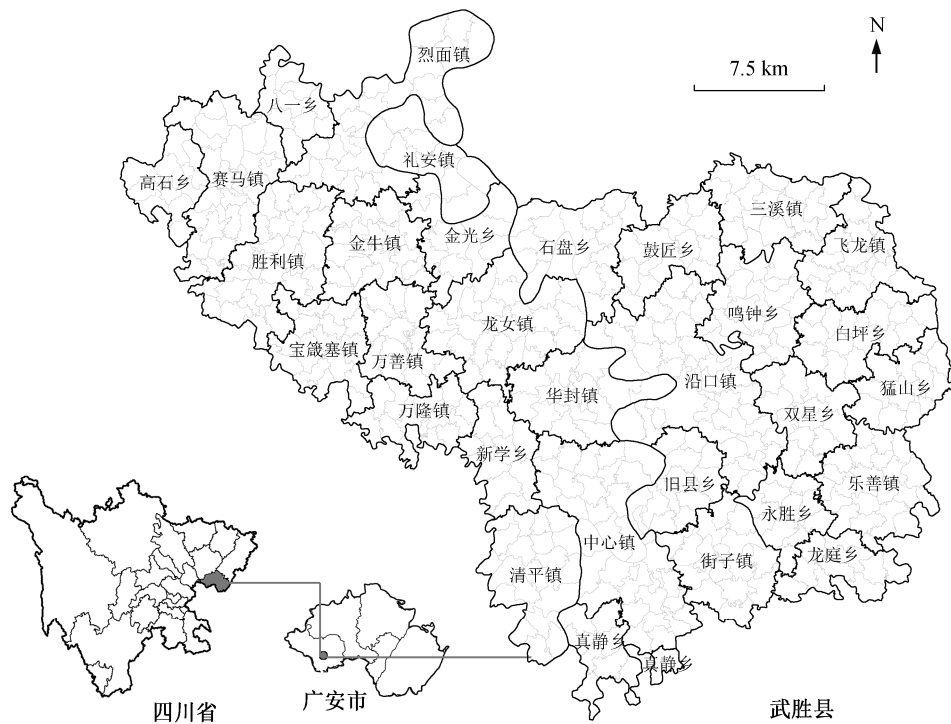 烈面镇
N
7.5 km
八一乡
礼安镇
高石乡
赛马镇
三溪镇
金光乡
金牛镇
石盘乡
鼓匠乡
飞龙镇
胜利镇
鸣钟乡
龙女镇
白坪乡
宝箴塞镇
万善镇
沿口镇
猛山乡
华封镇
万隆镇
双星乡
新学乡
旧县乡
乐善镇
永胜乡
中心镇
龙庭乡
街子镇
清平镇
真静乡
真静乡
广安市
四川省
武胜县